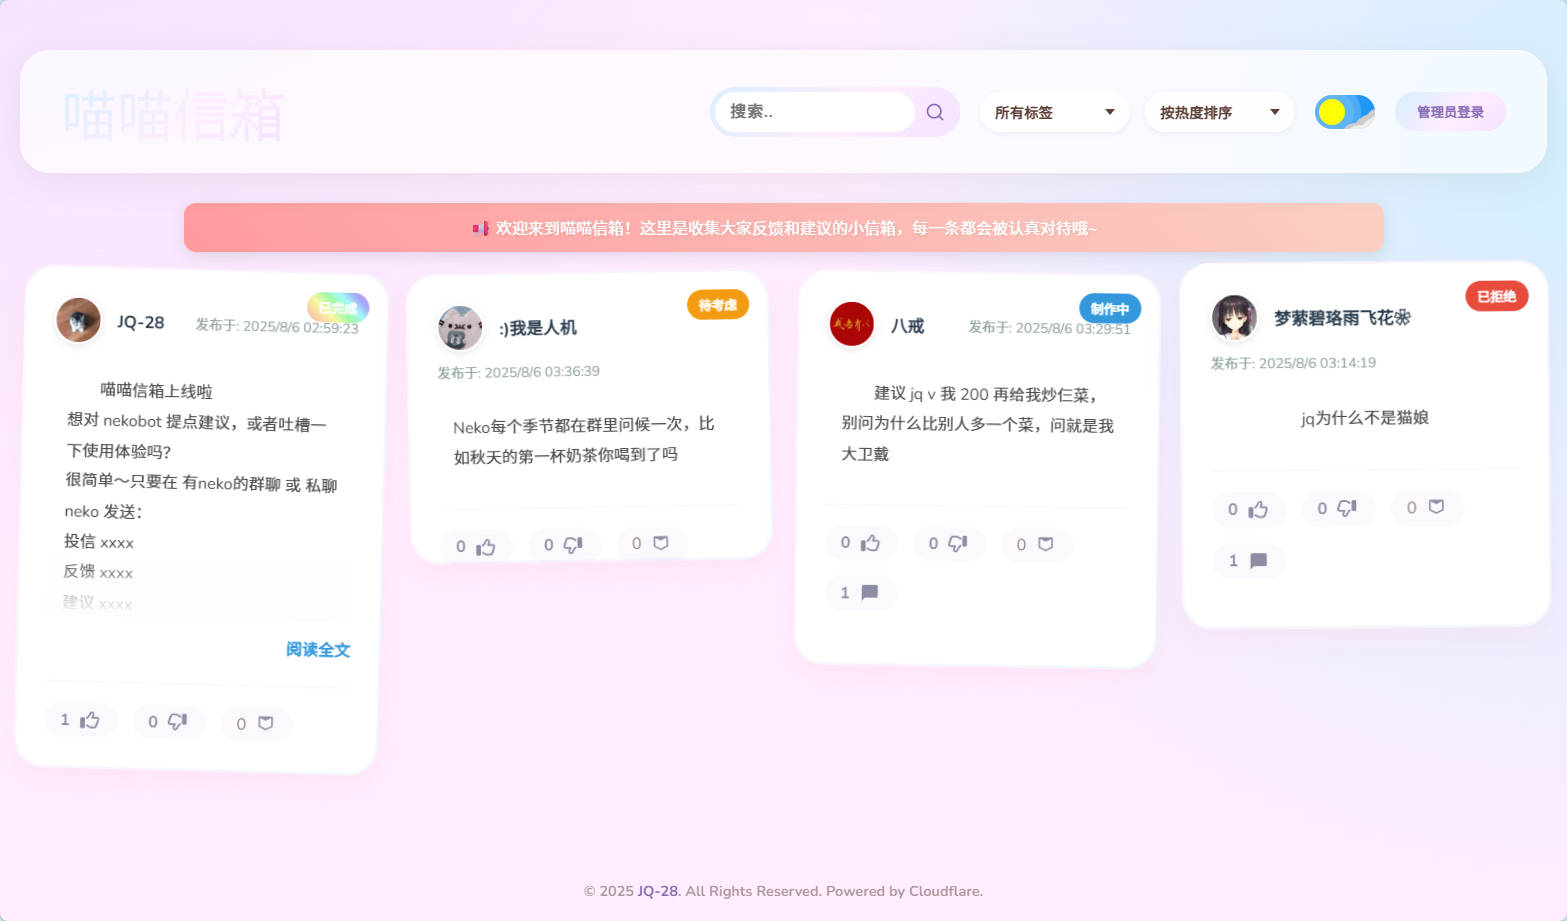 喵喵信箱
搜索..
所有标签
按热度排序
管理员登录
欢迎来到喵喵信箱！这里是收集大家反馈和建议的小信箱，每一条都会被认真对待哦~
JQ-28
已完成
发布于: 2025/8/6 02:59:23
喵喵信箱上线啦
想对 nekobot 提点建议，或者吐槽一
下使用体验吗？
很简单～只要在 有neko的群聊 或 私聊
neko 发送：
投信 xxxx
反馈 xxxx
建议 xxxx
阅读全文
1
0
0
:)我是人机
待考虑
发布于: 2025/8/6 03:36:39
Neko每个季节都在群里问候一次，比
如秋天的第一杯奶茶你喝到了吗
0
0
0
八戒
制作中
发布于: 2025/8/6 03:29:51
建议 jq v 我 200 再给我炒仨菜，
别问为什么比别人多一个菜，问就是我
大卫戴
0
0
0
1
梦萦碧珞雨飞花❀
已拒绝
发布于: 2025/8/6 03:14:19
jq为什么不是猫娘
0
0
0
1
© 2025 JQ-28. All Rights Reserved. Powered by Cloudflare.